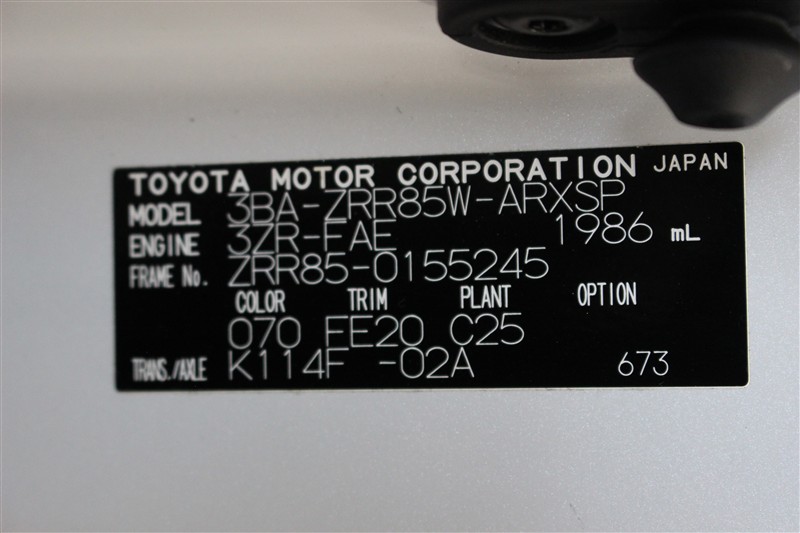 TOYOTA MOTOR CORPORATION JAPAN
MODEL 3BA-ZRR85W-ARXSP
ENGINE 3ZR-FAE 1986 mL
FRAME No. ZRR85-0155245
COLOR TRIM PLANT OPTION
070 FE20 C25
TRANS./AXLE K114F -02A 673